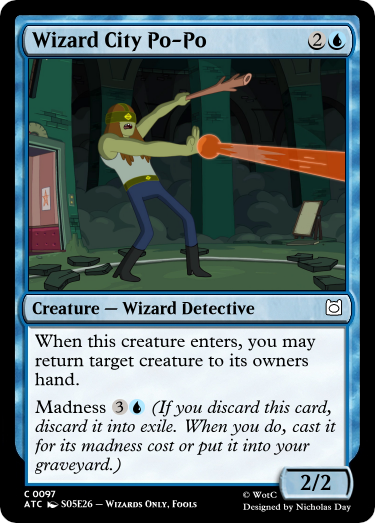 Wizard City Po-Po 2
Creature — Wizard Detective
When this creature enters, you may
return target creature to its owners
hand.
Madness 3 (If you discard this card,
discard it into exile. When you do, cast it
for its madness cost or put it into your
graveyard.)
2/2
C 0097
ATC S05E26 – Wizards Only, Fools
© WotC
Designed by Nicholas Day